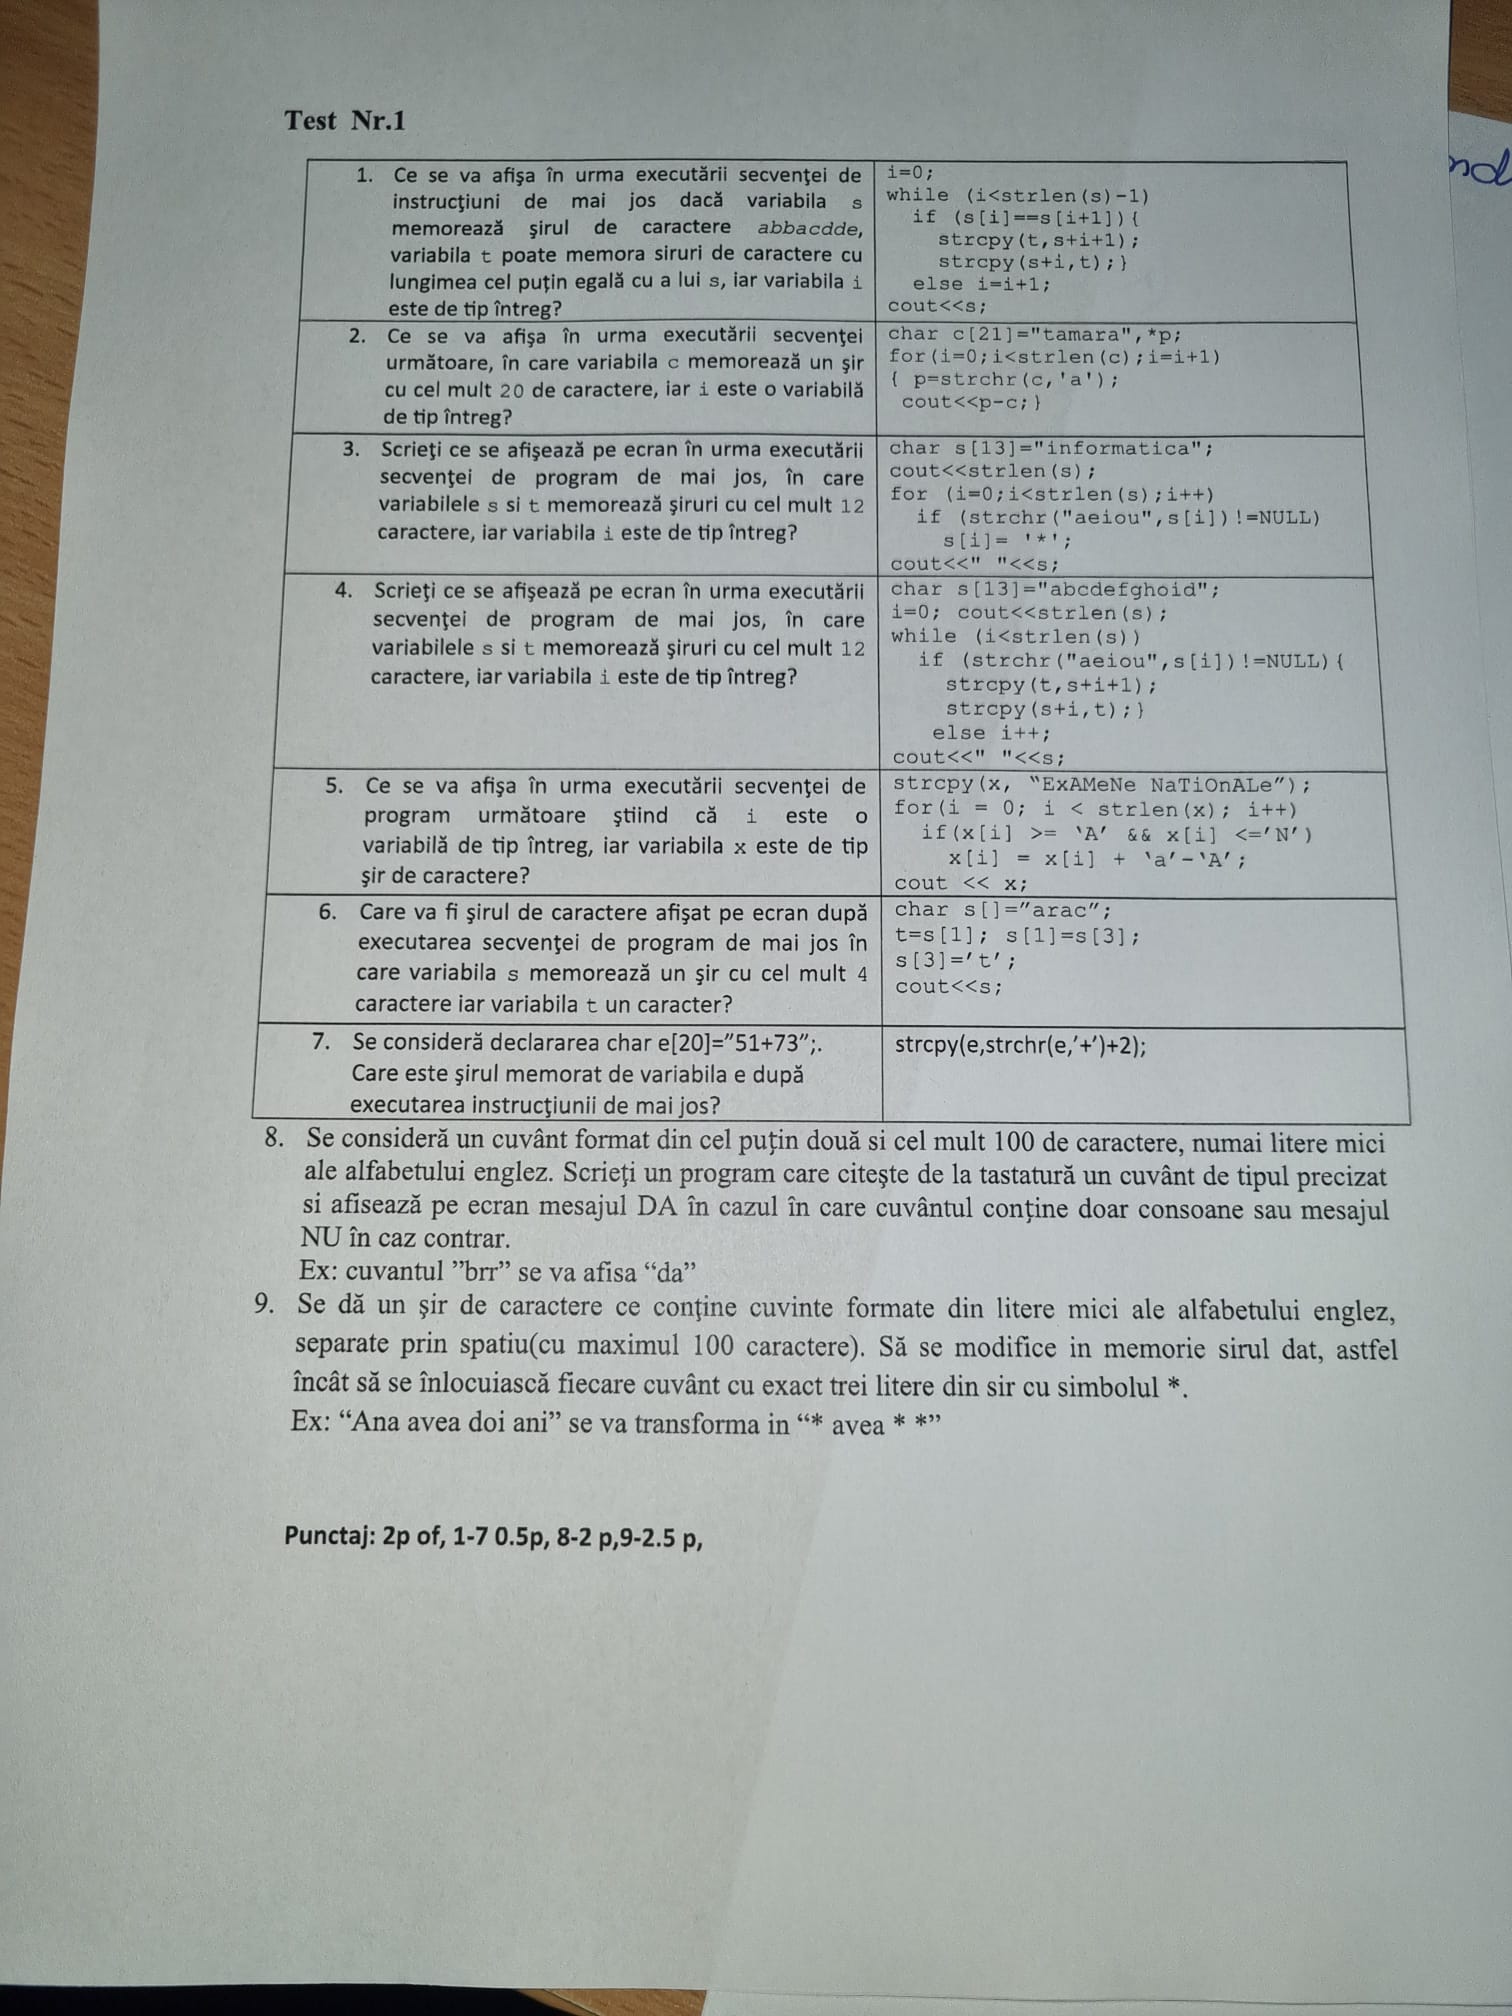 Test Nr.1
1. Ce se va afişa în urma executării secvenţei de
instrucţiuni de mai jos dacă variabila s
memorează şirul de caractere abbacdde,
variabila t poate memora siruri de caractere cu
lungimea cel puţin egală cu a lui s, iar variabila i
este de tip întreg?
i=0;
while (i<strlen(s)-1)
if (s[i]==s[i+1]){
strcpy(t,s+i+1);
strcpy(s+i,t);}
else i=i+1;
cout<<s;
2. Ce se va afişa în urma executării secvenţei
următoare, în care variabila c memorează un şir
cu cel mult 20 de caractere, iar i este o variabilă
de tip întreg?
char c[21]="tamara",*p;
for(i=0;i<strlen(c);i=i+1)
{ p=strchr(c,'a');
cout<<p-c;}
3. Scrieţi ce se afişează pe ecran în urma executării
secvenţei de program de mai jos, în care
variabilele s si t memorează şiruri cu cel mult 12
caractere, iar variabila i este de tip întreg?
char s[13]="informatica";
cout<<strlen(s);
for (i=0;i<strlen(s);i++)
if (strchr("aeiou",s[i])!=NULL)
s[i]= '*';
cout<<" "<<s;
4. Scrieţi ce se afişează pe ecran în urma executării
secvenţei de program de mai jos, în care
variabilele s si t memorează şiruri cu cel mult 12
caractere, iar variabila i este de tip întreg?
char s[13]="abcdefghoid";
i=0; cout<<strlen(s);
while (i<strlen(s))
if (strchr("aeiou",s[i])!=NULL){
strcpy(t,s+i+1);
strcpy(s+i,t);}
else i++;
cout<<" "<<s;
5. Ce se va afişa în urma executării secvenţei de
program următoare ştiind că i este o
variabilă de tip întreg, iar variabila x este de tip
şir de caractere?
strcpy(x, “ExAMeNe NaTiOnALe”);
for(i = 0; i < strlen(x); i++)
if(x[i] >= ‘A’ && x[i] <=’N’)
x[i] = x[i] + ‘a’-‘A’;
cout << x;
6. Care va fi şirul de caractere afişat pe ecran după
executarea secvenţei de program de mai jos în
care variabila s memorează un şir cu cel mult 4
caractere iar variabila t un caracter?
char s[]=”arac”;
t=s[1]; s[1]=s[3];
s[3]=’t’;
cout<<s;
7. Se consideră declararea char e[20]=”51+73”;.
Care este şirul memorat de variabila e după
executarea instrucţiunii de mai jos?
strcpy(e,strchr(e,’+’)+2);
8. Se consideră un cuvânt format din cel puţin două si cel mult 100 de caractere, numai litere mici
ale alfabetului englez. Scrieţi un program care citeşte de la tastatură un cuvânt de tipul precizat
si afisează pe ecran mesajul DA în cazul în care cuvântul conţine doar consoane sau mesajul
NU în caz contrar.
Ex: cuvantul ”brr” se va afisa “da”
9. Se dă un şir de caractere ce conţine cuvinte formate din litere mici ale alfabetului englez,
separate prin spatiu(cu maximul 100 caractere). Să se modifice in memorie sirul dat, astfel
încât să se înlocuiască fiecare cuvânt cu exact trei litere din sir cu simbolul *.
Ex: “Ana avea doi ani” se va transforma in “* avea * *”
Punctaj: 2p of, 1-7 0.5p, 8-2 p,9-2.5 p,